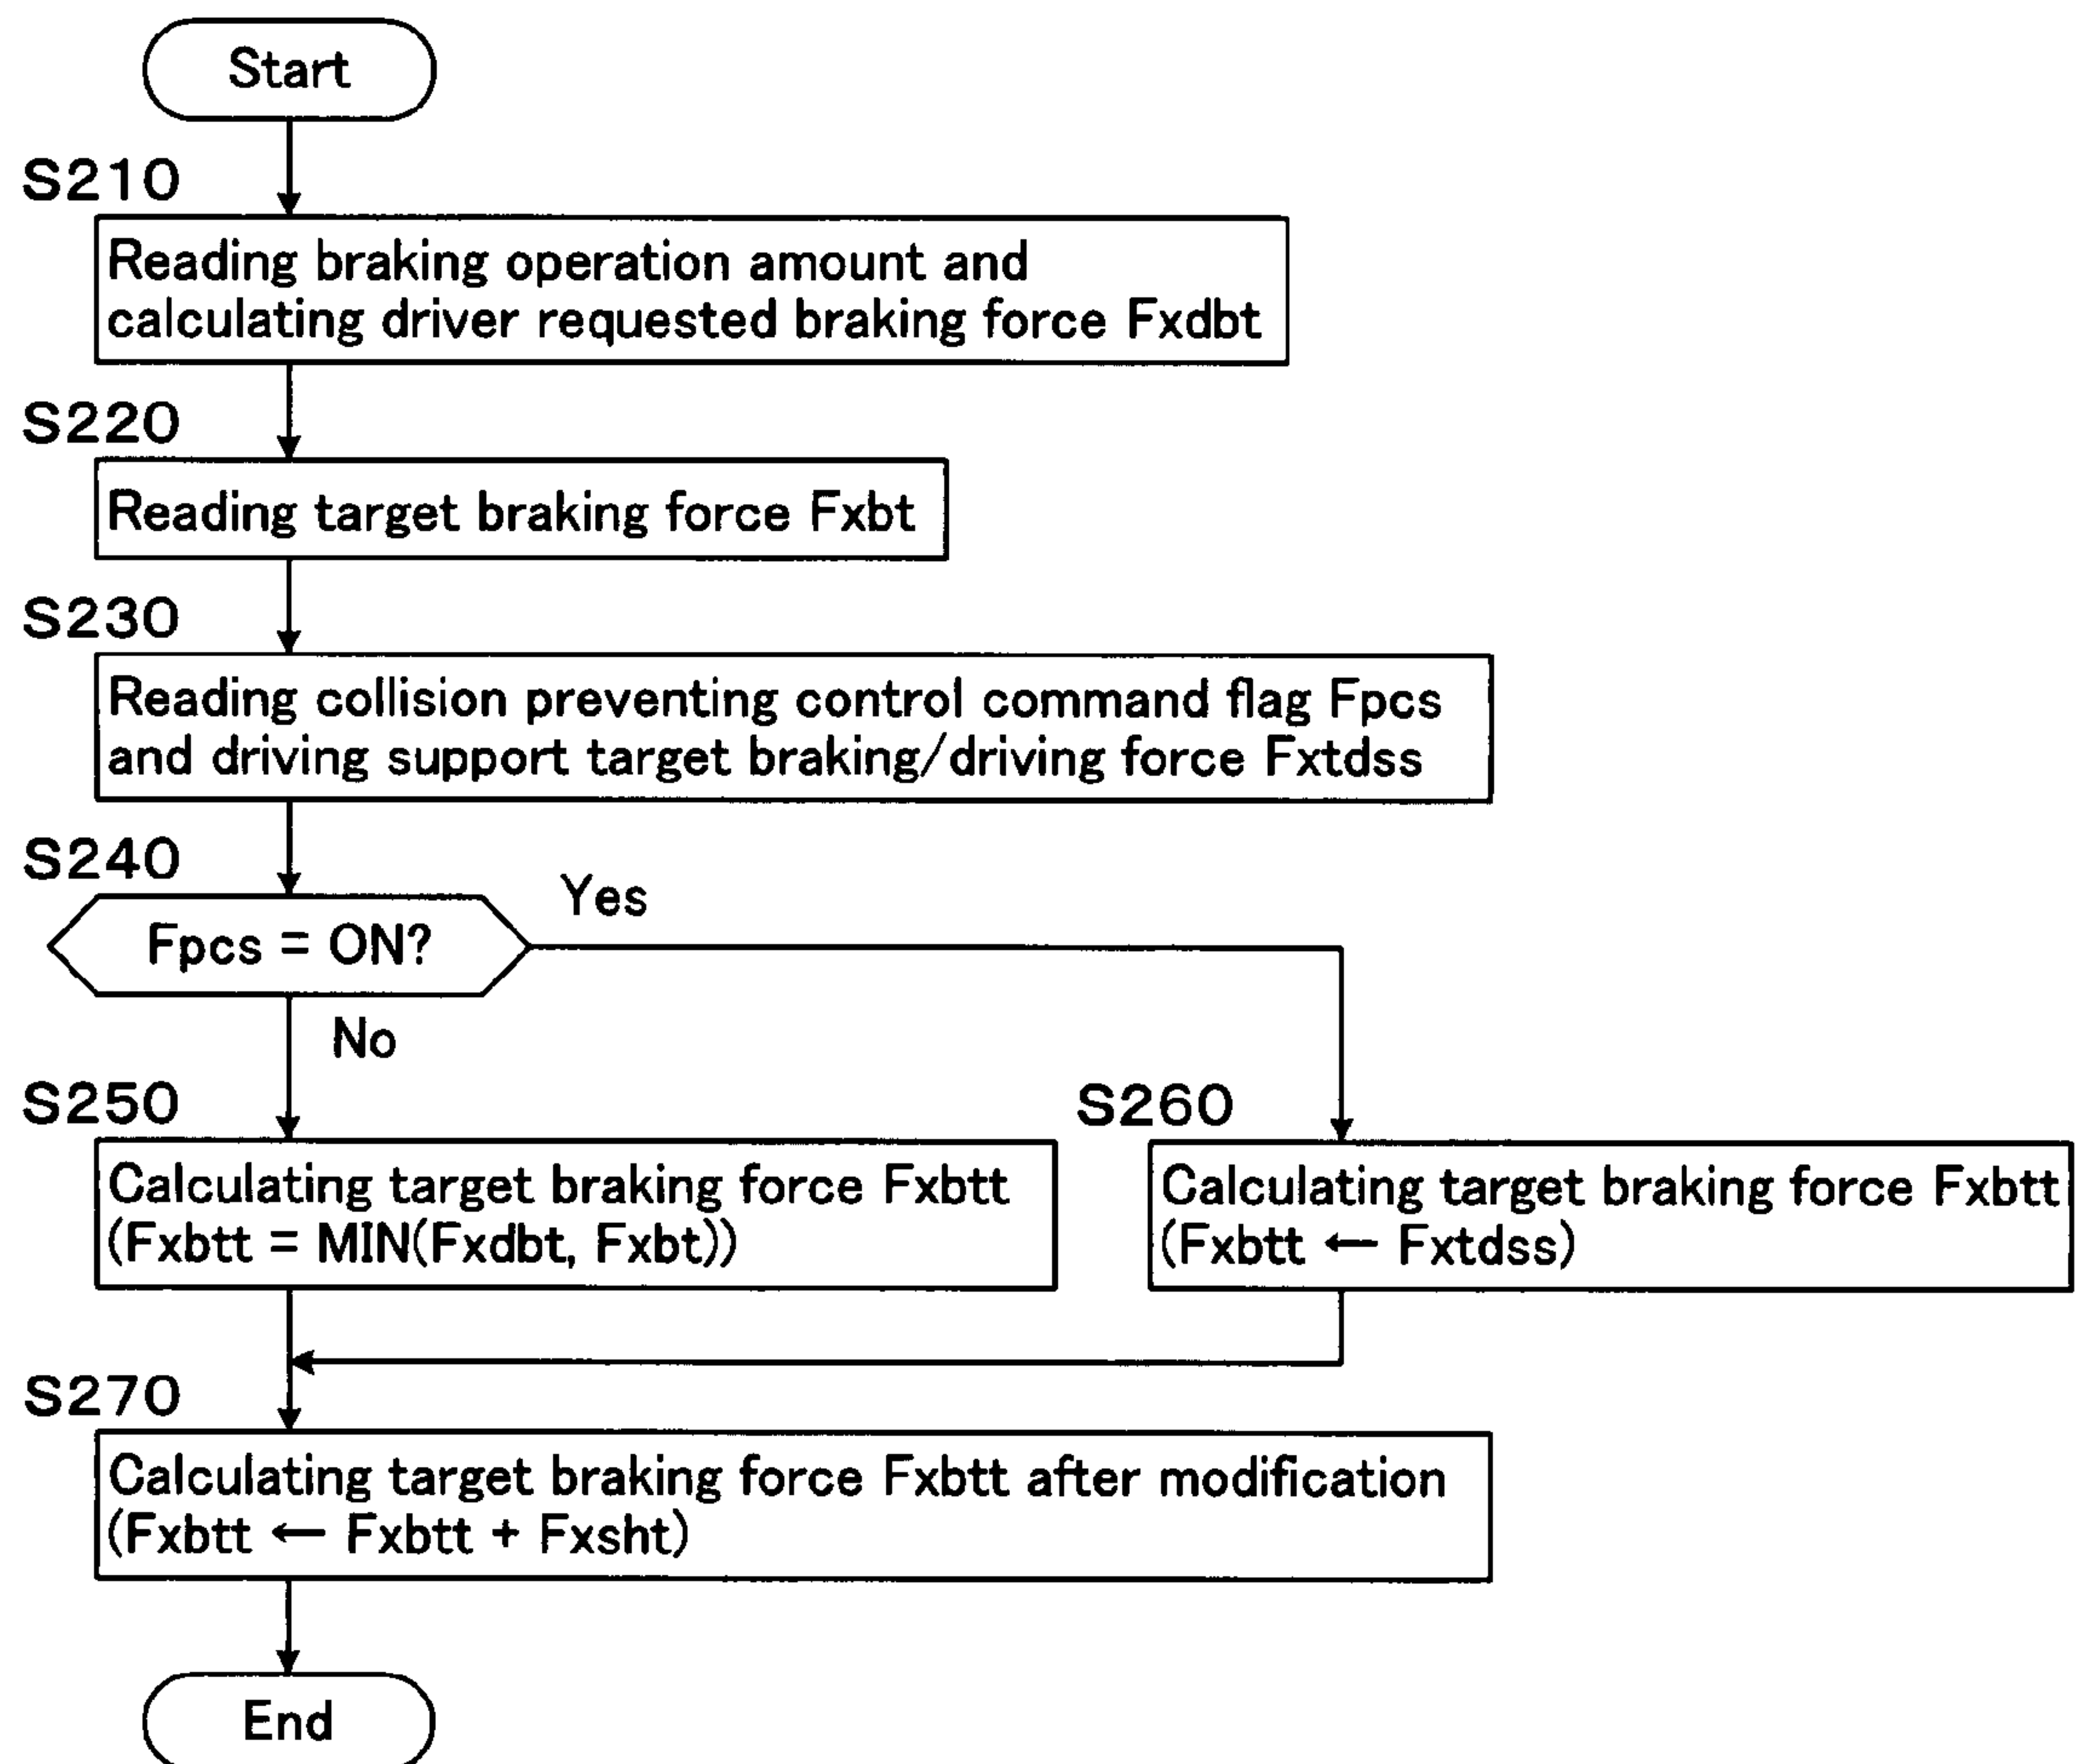 Start
S210
Reading braking operation amount and
calculating driver requested braking force Fxdbt
S220
Reading target braking force Fxbt
S230
Reading collision preventing control command flag Fpcs
and driving support target braking/driving force Fxtdss
S240
Fpcs = ON?
Yes
No
S250
Calculating target braking force Fxbtt
(Fxbtt = MIN(Fxdbt, Fxbt))
S260
Calculating target braking force Fxbtt
(Fxbtt ← Fxtdss)
S270
Calculating target braking force Fxbtt after modification
(Fxbtt ← Fxbtt + Fxsht)
End